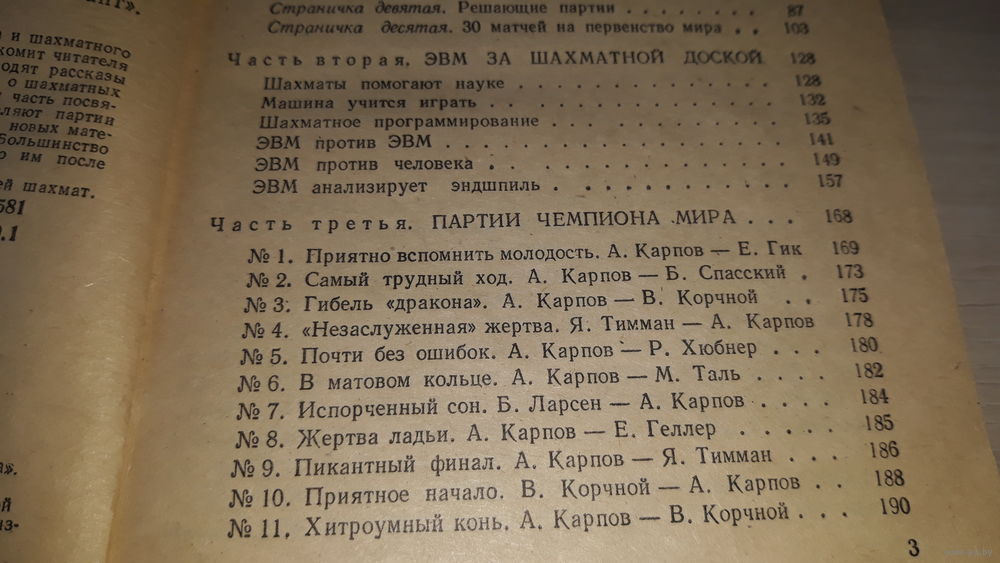 АНТ».
и шахматного
комит читателя
одят рассказы
о шахматных
часть посвя-
ляют партии
новых мате-
Большинство
о им после
ей шахмат.
581
0.1
а».
ой
из-
Страничка девятая. Решающие партии . . . . . . . 87
Страничка десятая. 30 матчей на первенство мира . . 103
Часть вторая. ЭВМ ЗА ШАХМАТНОЙ ДОСКОЙ 128
Шахматы помогают науке . . . . . . . . . . . 128
Машина учится играть . . . . . . . . . . . . 132
Шахматное программирование . . . . . . . . . . 135
ЭВМ против ЭВМ . . . . . . . . . . . . . 141
ЭВМ против человека . . . . . . . . . . . . 149
ЭВМ анализирует эндшпиль . . . . . . . . . . 157
Часть третья. ПАРТИИ ЧЕМПИОНА МИРА . . . 168
№ 1. Приятно вспомнить молодость. А. Карпов — Е. Гик 169
№ 2. Самый трудный ход. А. Карпов — Б. Спасский . 173
№ 3. Гибель «дракона». А. Карпов — В. Корчной . . 175
№ 4. «Незаслуженная» жертва. Я. Тимман — А. Карпов 178
№ 5. Почти без ошибок. А. Карпов — Р. Хюбнер . . . 180
№ 6. В матовом кольце. А. Карпов — М. Таль . . . . 182
№ 7. Испорченный сон. Б. Ларсен — А. Карпов . . . . 184
№ 8. Жертва ладьи. А. Карпов — Е. Геллер . . . . . 185
№ 9. Пикантный финал. А. Карпов — Я. Тимман . . . 186
№ 10. Приятное начало. В. Корчной — А. Карпов . . 188
№ 11. Хитроумный конь. А. Карпов — В. Корчной . . . 190
3